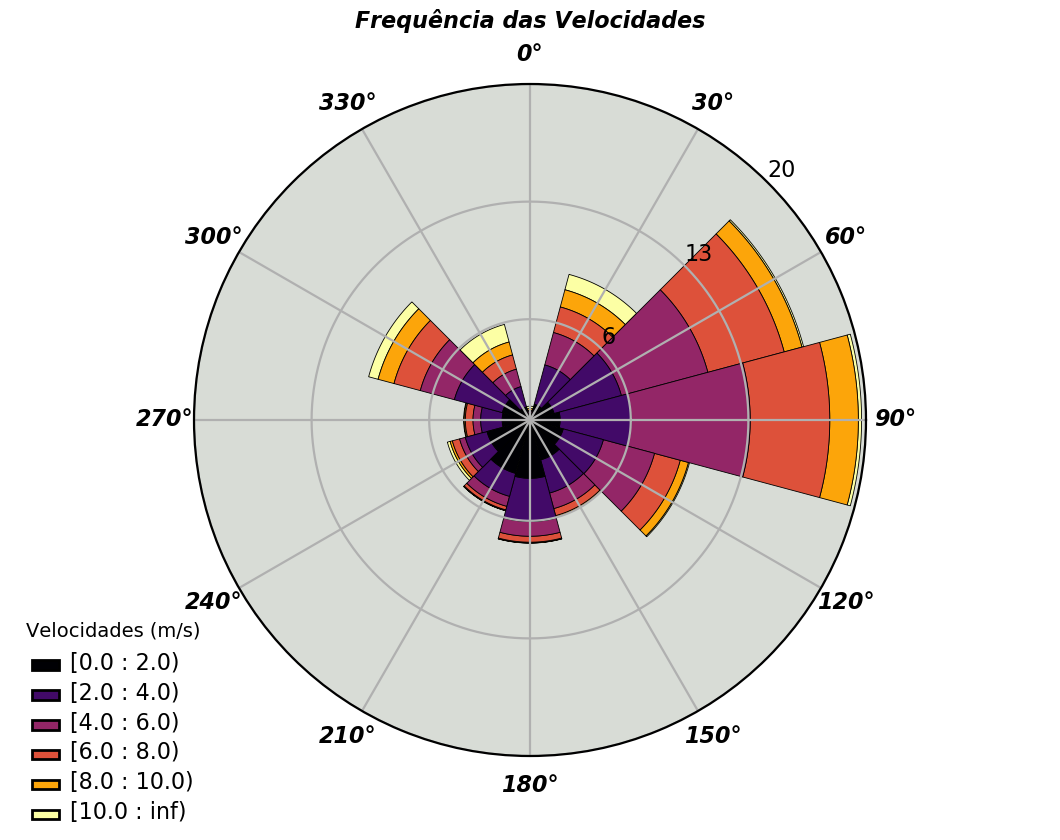 Frequência das Velocidades
0°
330°
30°
20
300°
60°
13
6
270°
90°
240°
120°
210°
150°
180°
Velocidades (m/s)
[0.0 : 2.0)
[2.0 : 4.0)
[4.0 : 6.0)
[6.0 : 8.0)
[8.0 : 10.0)
[10.0 : inf)